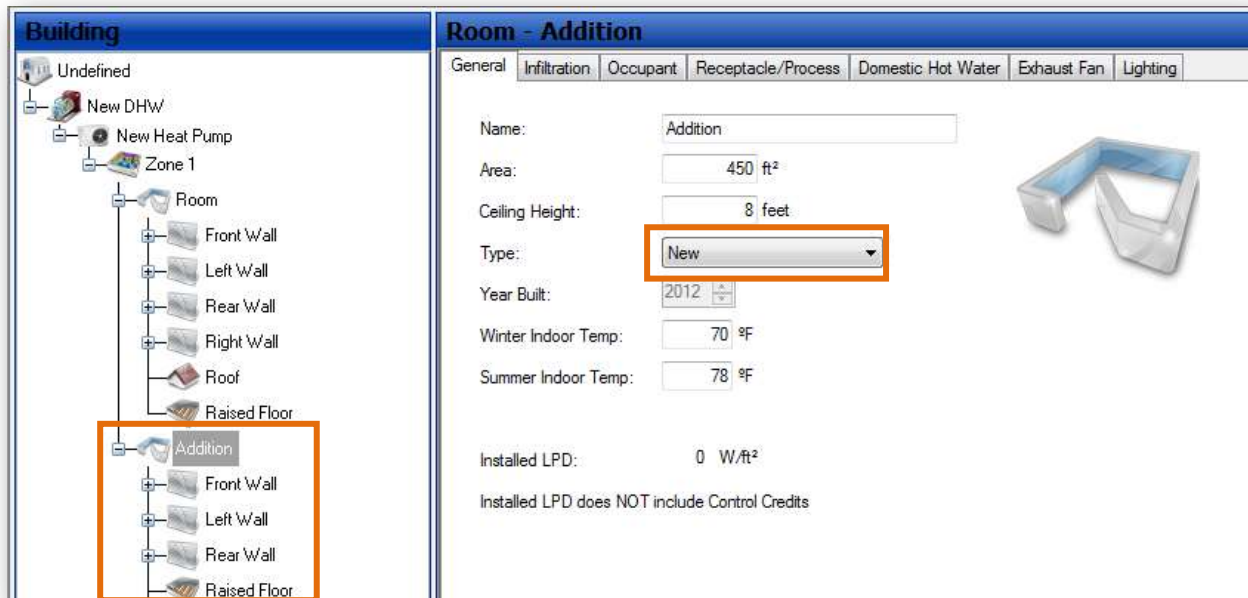 Building
Undefined
New DHW
New Heat Pump
Zone 1
Room
Front Wall
Left Wall
Rear Wall
Right Wall
Roof
Raised Floor
Addition
Front Wall
Left Wall
Rear Wall
Raised Floor
Room - Addition
General Infiltration Occupant Receptacle/Process Domestic Hot Water Exhaust Fan Lighting
Name: Addition
Area: 450 ft²
Ceiling Height: 8 feet
Type: New
Year Built: 2012
Winter Indoor Temp: 70 ºF
Summer Indoor Temp: 78 ºF
Installed LPD: 0 W/ft²
Installed LPD does NOT include Control Credits